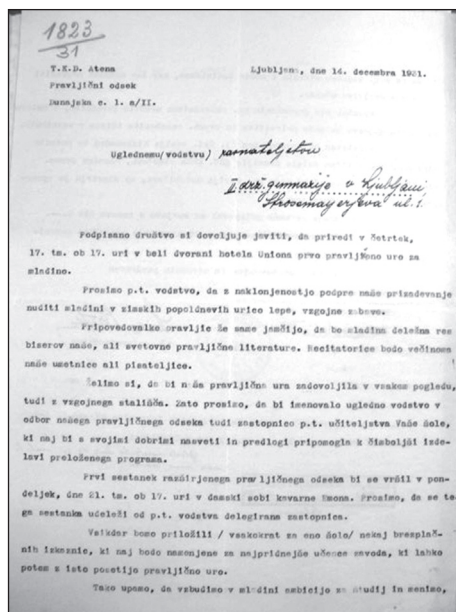 1823
31
T.K.D. Atena
Ljubljana, dne 14. decembra 1931.
Pravljični odsek
Dunajska c. 1. a/II.
Uglednemu/vodstvu/ ravnateljstvu
II. drž. gimnazije v Ljubljani,
Strossmayerjeva ul. 1.
Podpisano društvo si dovoljuje javiti, da priredi v četrtek,
17. tm. ob 17. uri v beli dvorani hotela Uniona prvo pravljično uro za
mladino.
Prosimo p.t. vodstvo, da z naklonjenostjo podpre naše prizadevanje
nuditi mladini v zimskih popoldnevih urico lepe, vzgojne zabave.
Pripovedovalke pravljic že same jamčijo, da bo mladina deležna res
biserov naše, ali svetovne pravljične literature. Recitatorice bodo večinoma
naše umetnice ali pisateljice.
Želimo si, da bi naša pravljična ura zadovoljila v vsakem pogledu,
tudi z vzgojnega stališča. Zato prosimo, da bi imenovalo ugledno vodstvo v
odbor našega pravljičnega odseka tudi zastopnico p.t. učiteljstva Vaše šole,
ki naj bi s svojimi dobrimi nasveti in predlogi pripomogla k čimboljši izde-
lavi preloženega programa.
Prvi sestanek razširjenega pravljičnega odseka bi se vršil v pon-
deljek, dne 21. tm. ob 17. uri v damski sobi kavarne Emona. Prosimo, da se te-
ga sestanka udeleži od p.t. vodstva delegirana zastopnica.
Vsikdar bomo priložili / vsakokrat za eno šolo/ nekaj brezplač-
nih izkaznic, ki naj bodo namenjene za najpridnejše učence zavoda, ki lahko
potem z isto posetijo pravljično uro.
Tako upamo, da vzbudimo v mladini ambicijo za študij in menimo,